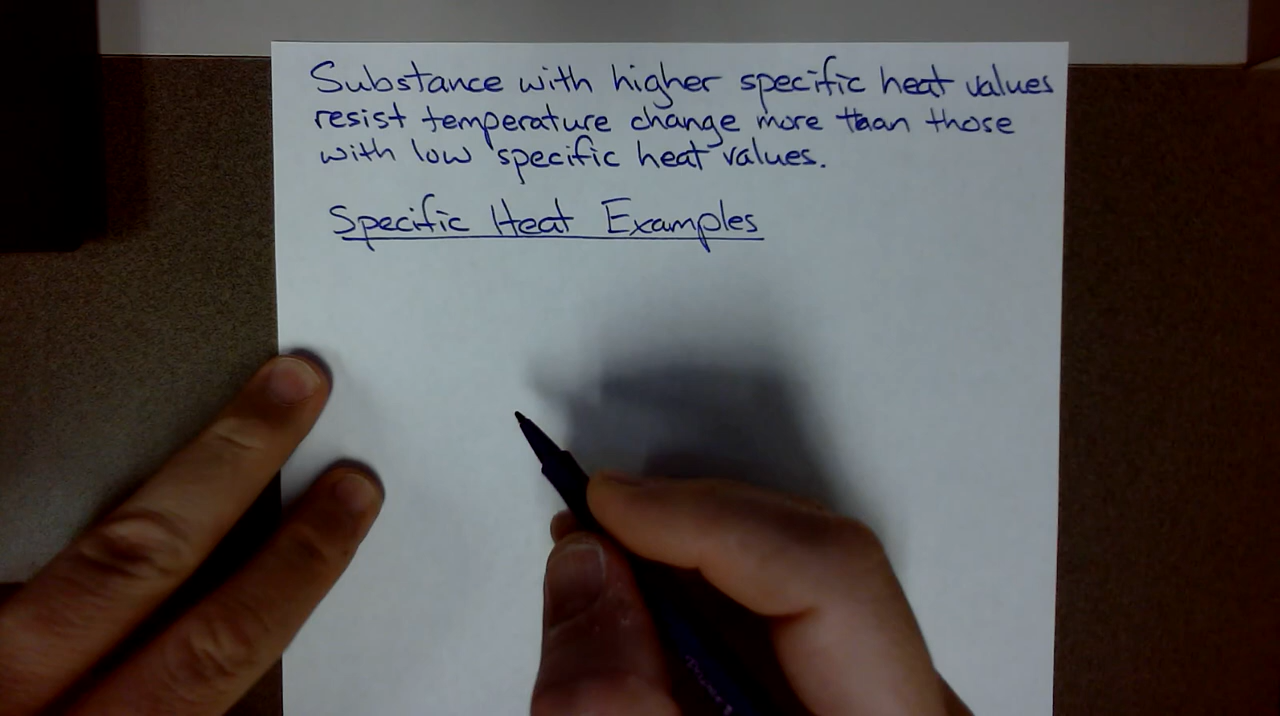 Substance with higher specific heat values
resist temperature change more than those
with low specific heat values.
Specific Heat Examples